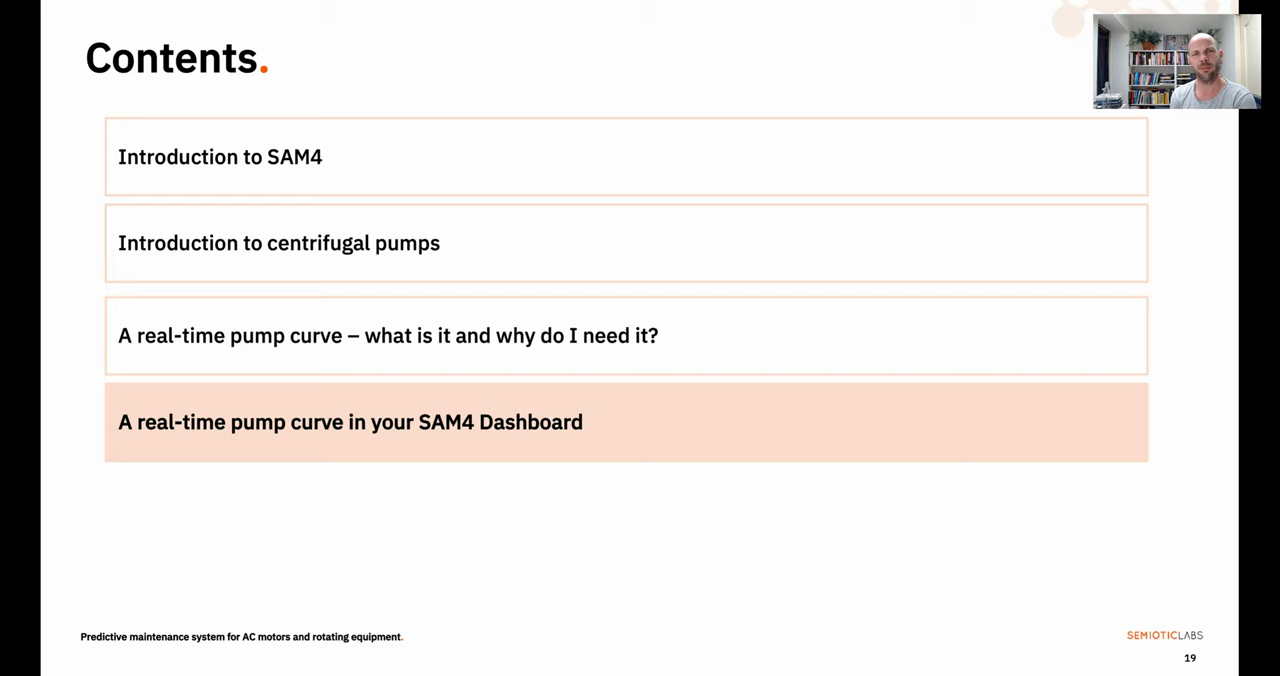 Contents.
Introduction to SAM4
Introduction to centrifugal pumps
A real-time pump curve – what is it and why do I need it?
A real-time pump curve in your SAM4 Dashboard
Predictive maintenance system for AC motors and rotating equipment.
SEMIOTICLABS
19